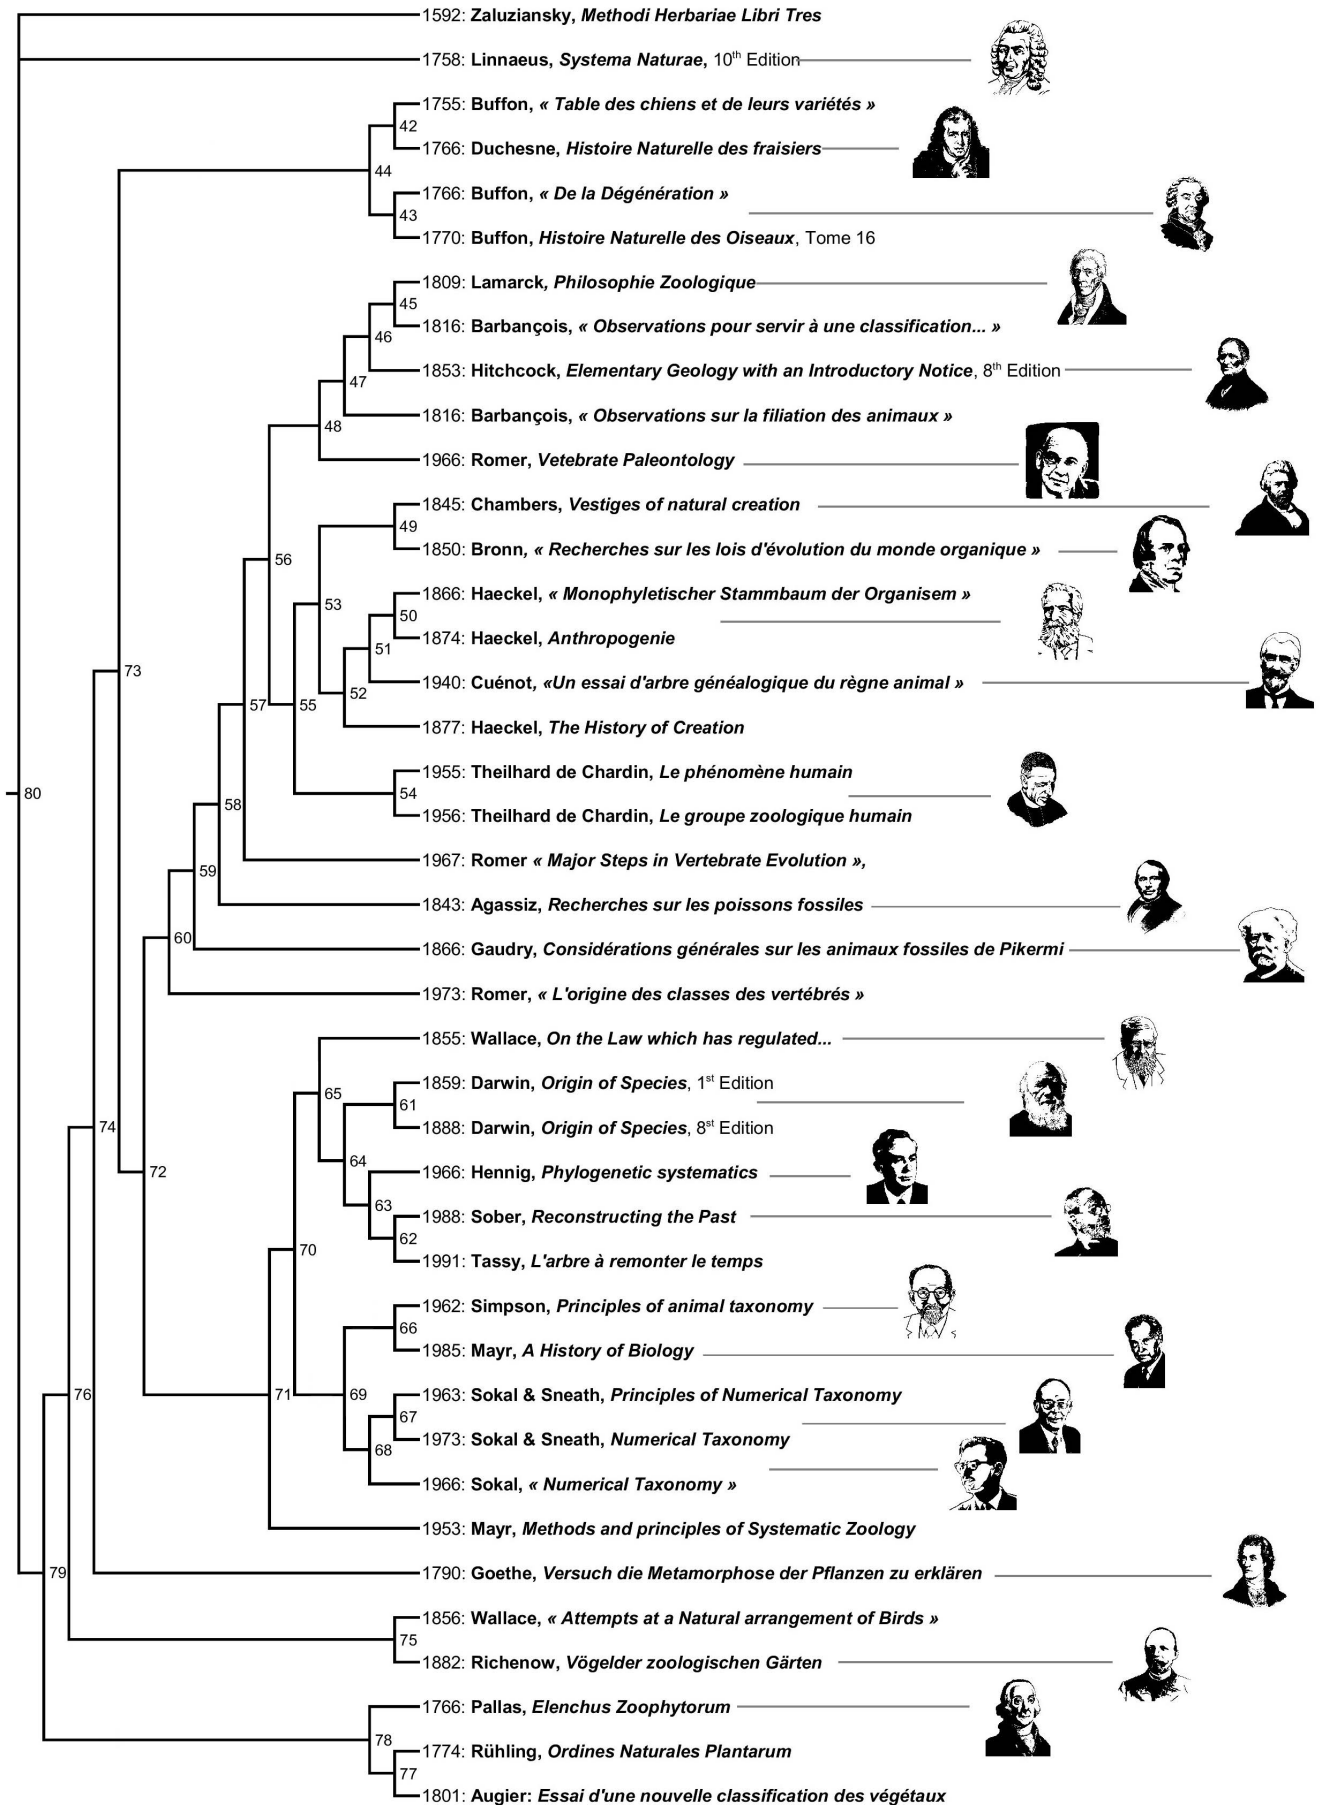 1592: Zaluziansky, Methodi Herbariae Libri Tres
1758: Linnaeus, Systema Naturae, 10th Edition
1755: Buffon, « Table des chiens et de leurs variétés »
42
1766: Duchesne, Histoire Naturelle des fraisiers
44
1766: Buffon, « De la Dégénération »
43
1770: Buffon, Histoire Naturelle des Oiseaux, Tome 16
1809: Lamarck, Philosophie Zoologique
45
1816: Barbançois, « Observations pour servir à une classification... »
46
1853: Hitchcock, Elementary Geology with an Introductory Notice, 8th Edition
47
1816: Barbançois, « Observations sur la filiation des animaux »
48
1966: Romer, Vetebrate Paleontology
1845: Chambers, Vestiges of natural creation
49
1850: Bronn, « Recherches sur les lois d'évolution du monde organique »
56
1866: Haeckel, « Monophyletischer Stammbaum der Organisem »
53
50
1874: Haeckel, Anthropogenie
51
73
1940: Cuénot, «Un essai d'arbre généalogique du règne animal »
52
57
55
1877: Haeckel, The History of Creation
1955: Theilhard de Chardin, Le phénomène humain
80
54
58
1956: Theilhard de Chardin, Le groupe zoologique humain
1967: Romer « Major Steps in Vertebrate Evolution »,
59
1843: Agassiz, Recherches sur les poissons fossiles
60
1866: Gaudry, Considérations générales sur les animaux fossiles de Pikermi
1973: Romer, « L'origine des classes des vertébrés »
1855: Wallace, On the Law which has regulated...
1859: Darwin, Origin of Species, 1st Edition
65
61
74
1888: Darwin, Origin of Species, 8st Edition
64
72
1966: Hennig, Phylogenetic systematics
63
1988: Sober, Reconstructing the Past
62
70
1991: Tassy, L'arbre à remonter le temps
1962: Simpson, Principles of animal taxonomy
66
1985: Mayr, A History of Biology
76
71
69
1963: Sokal & Sneath, Principles of Numerical Taxonomy
67
1973: Sokal & Sneath, Numerical Taxonomy
68
1966: Sokal, « Numerical Taxonomy »
1953: Mayr, Methods and principles of Systematic Zoology
79
1790: Goethe, Versuch die Metamorphose der Pflanzen zu erklären
1856: Wallace, « Attempts at a Natural arrangement of Birds »
75
1882: Richenow, Vögelder zoologischen Gärten
1766: Pallas, Elenchus Zoophytorum
78
1774: Rühling, Ordines Naturales Plantarum
77
1801: Augier: Essai d'une nouvelle classification des végétaux